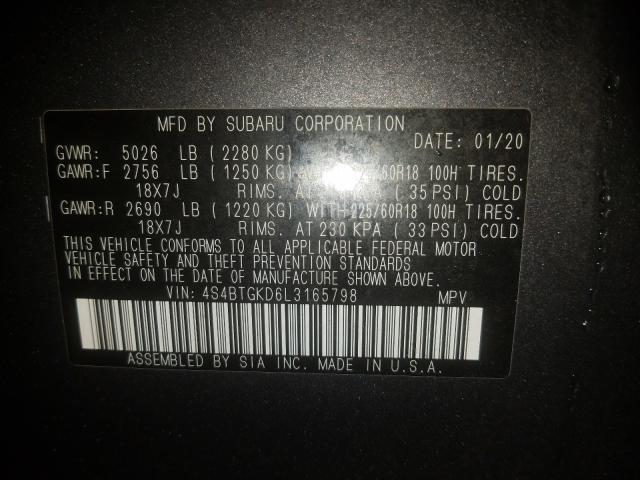 MFD BY SUBARU CORPORATION
DATE: 01/20
GVWR: 5026 LB (2280 KG)
GAWR:F 2756 LB (1250 KG) 60R18 100H TIRES.
18X7J RIMS. AT (35 PSI) COLD
GAWR:R 2690 LB (1220 KG) WITH 225/60R18 100H TIRES.
18X7J RIMS. AT 230 KPA (33 PSI) COLD
THIS VEHICLE CONFORMS TO ALL APPLICABLE FEDERAL MOTOR
VEHICLE SAFETY AND THEFT PREVENTION STANDARDS
IN EFFECT ON THE DATE OF MANUFACTURE SHOWN ABOVE.
VIN: 4S4BTGKD6L3165798 MPV
ASSEMBLED BY SIA INC. MADE IN U.S.A.